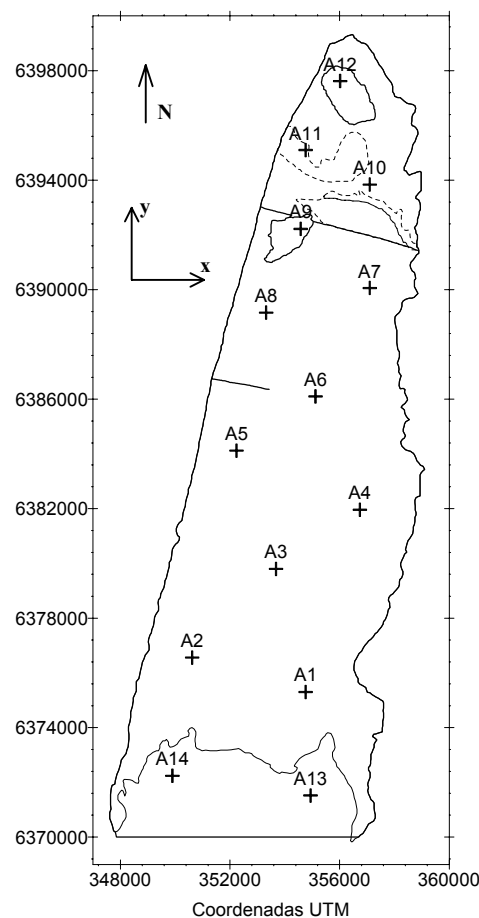 6398000
A12
N
A11
6394000
A10
y
A9
x
6390000
A7
A8
6386000
A6
A5
6382000
A4
A3
6378000
A2
A1
6374000
A14
A13
6370000
348000 352000 356000 360000
Coordenadas UTM